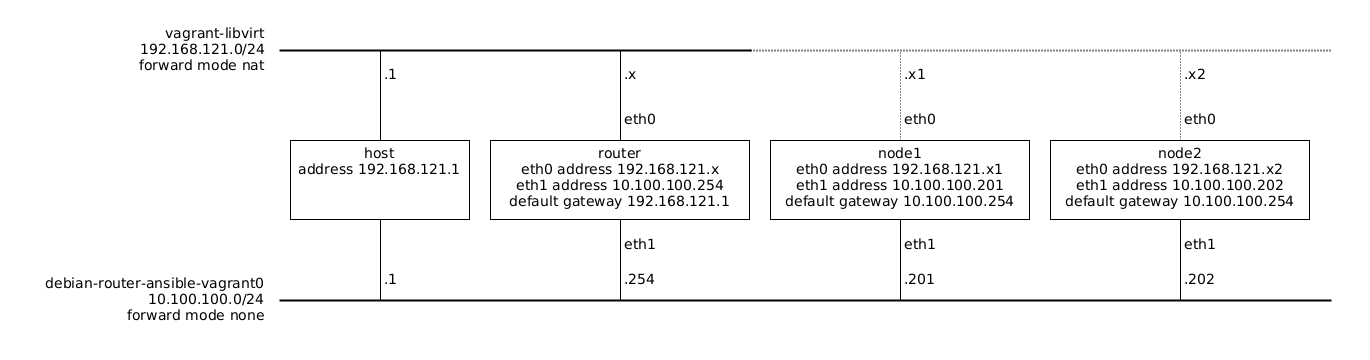 vagrant-libvirt
192.168.121.0/24
forward mode nat
.1
.x
.x1
.x2
eth0
eth0
eth0
host
address 192.168.121.1
router
eth0 address 192.168.121.x
eth1 address 10.100.100.254
default gateway 192.168.121.1
node1
eth0 address 192.168.121.x1
eth1 address 10.100.100.201
default gateway 10.100.100.254
node2
eth0 address 192.168.121.x2
eth1 address 10.100.100.202
default gateway 10.100.100.254
eth1
eth1
eth1
.1
.254
.201
.202
debian-router-ansible-vagrant0
10.100.100.0/24
forward mode none